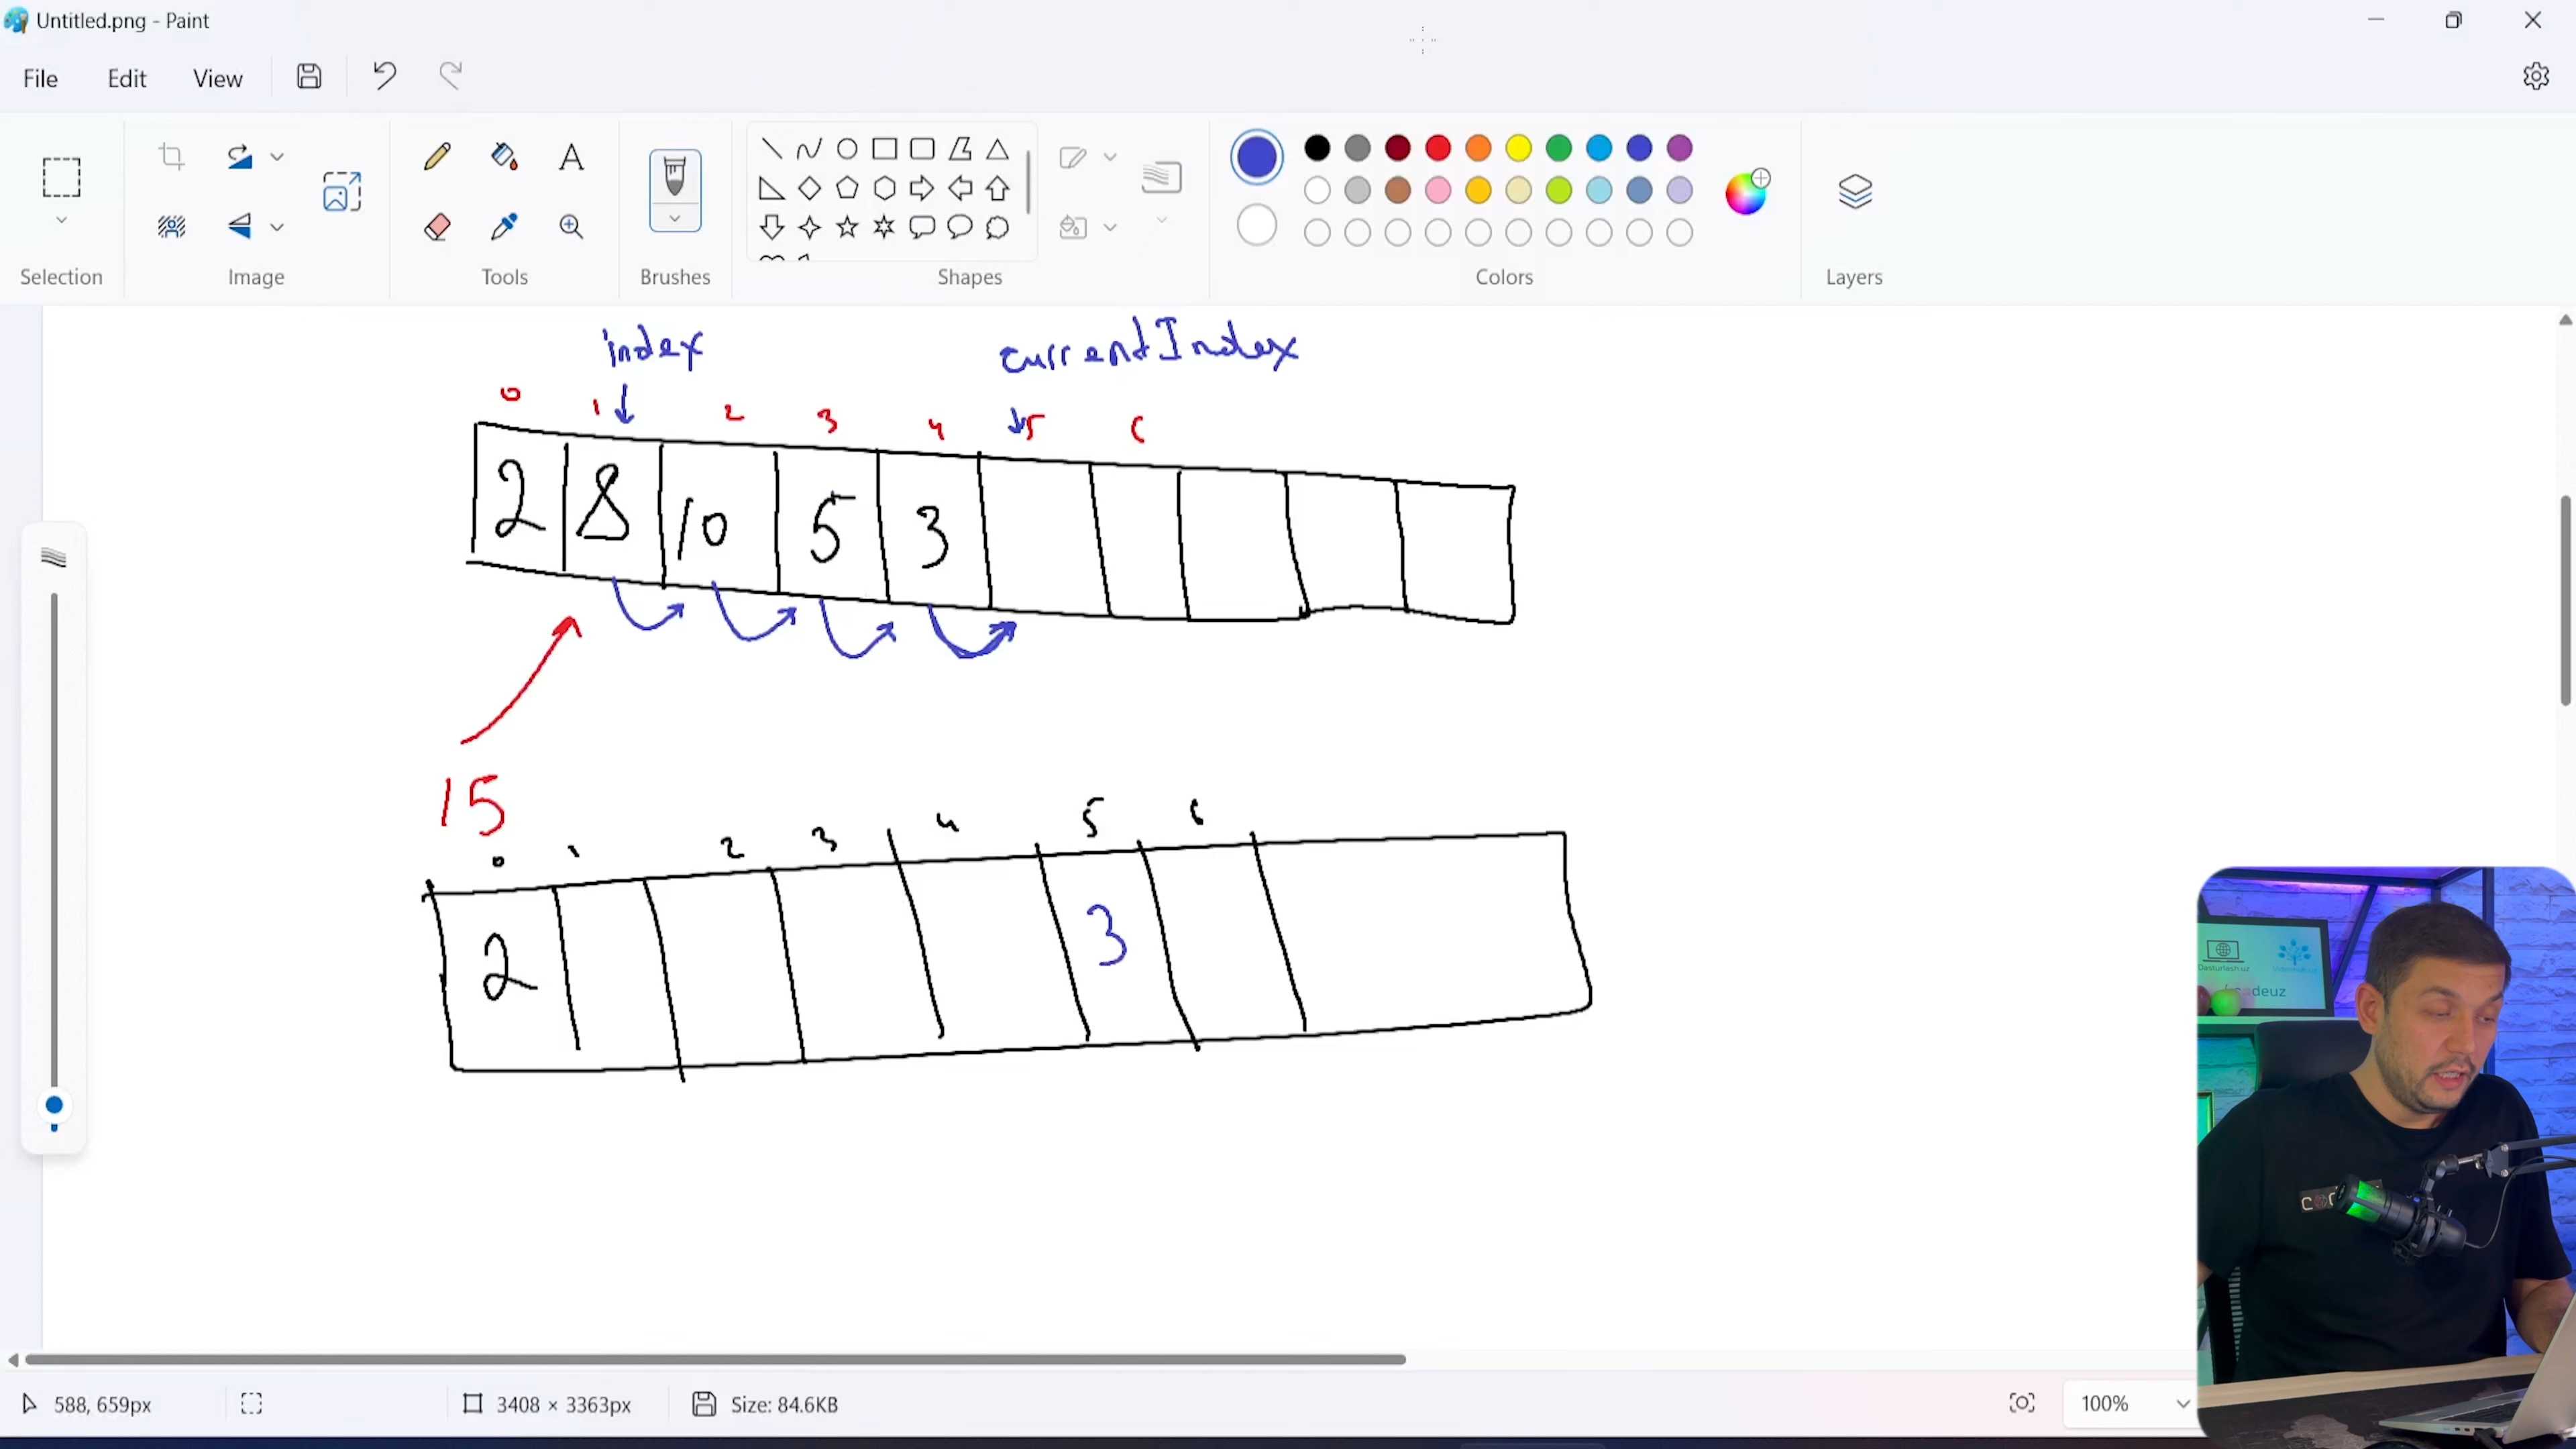 Untitled.png - Paint
File Edit View
Selection Image Tools Brushes Shapes Colors Layers
index currentIndex
0 1 2 3 4 5 6
2 8 10 5 3
15
0 1 2 3 4 5 6
2 3
Dasturlash.uz
588, 659px 3408 × 3363px Size: 84.6KB 100%